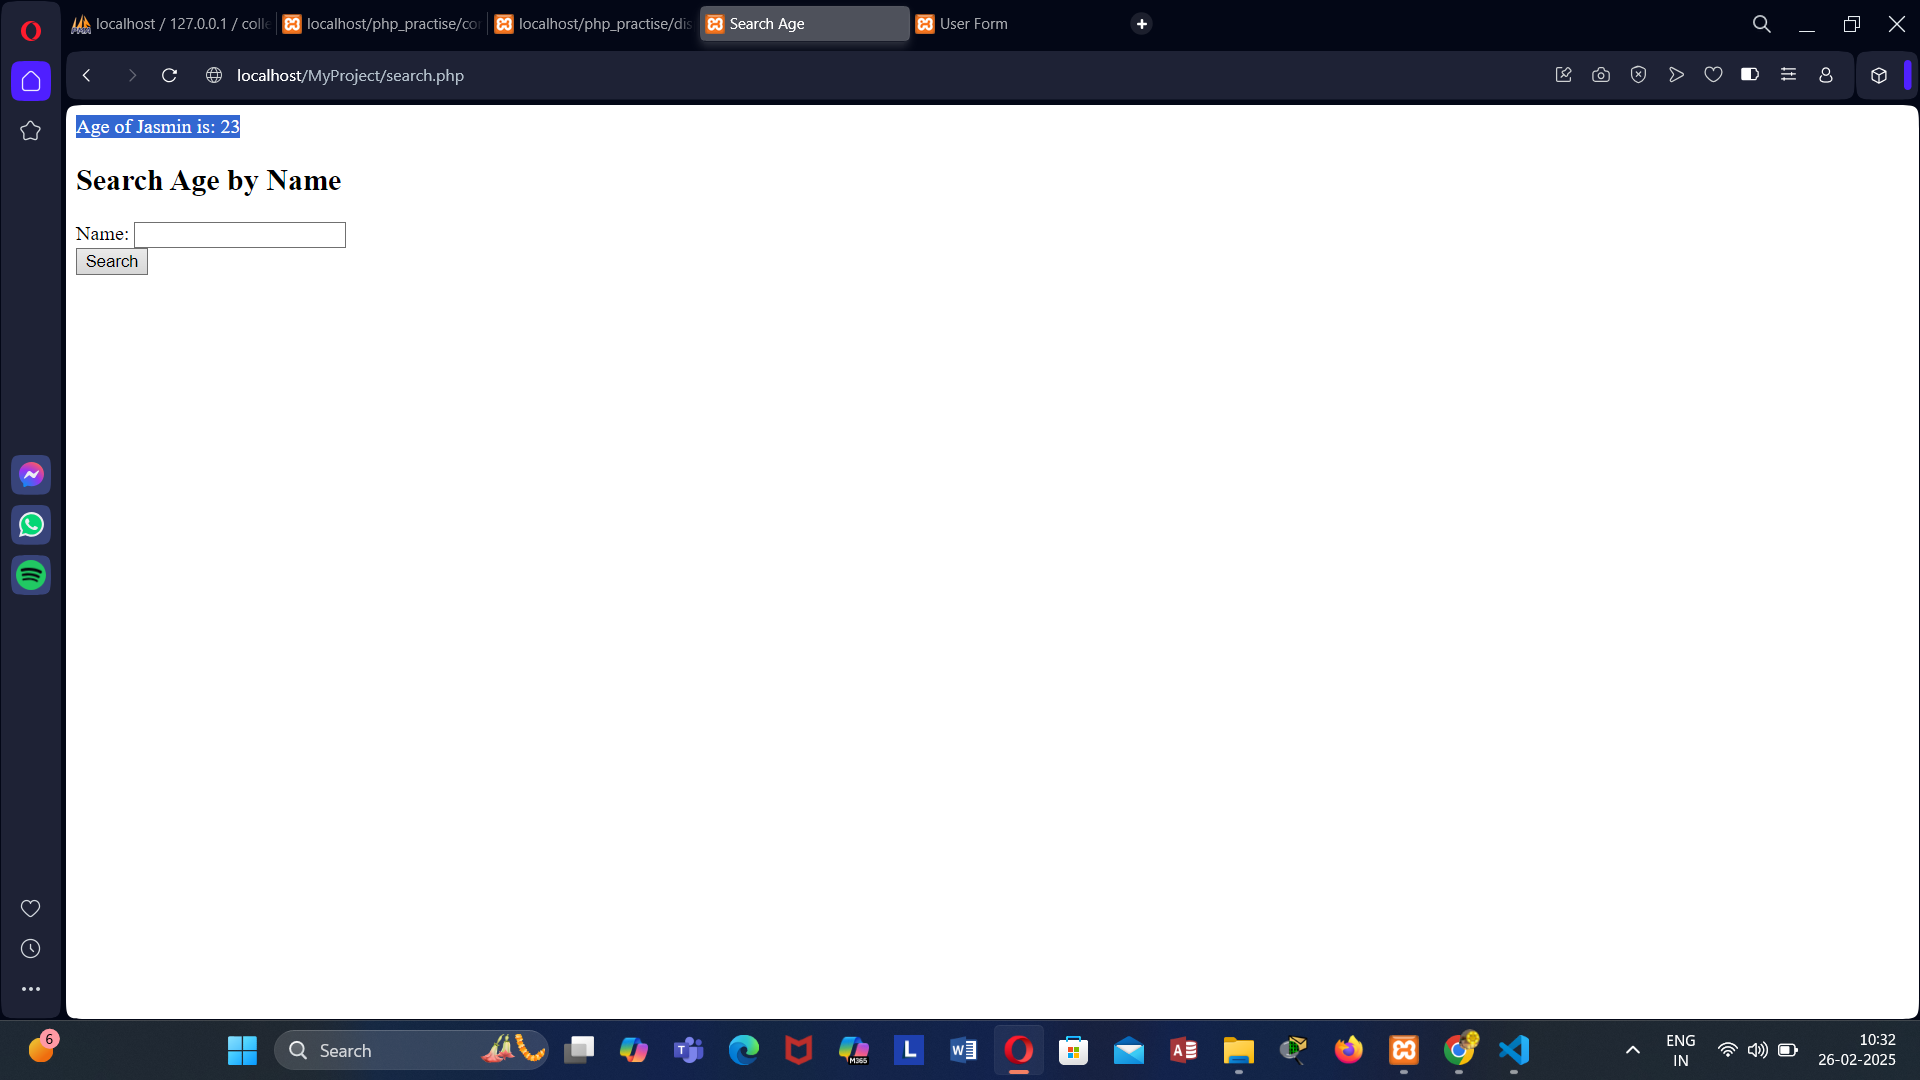 localhost / 127.0.0.1 / colle
localhost/php_practise/cor
localhost/php_practise/dis
Search Age
User Form
localhost/MyProject/search.php
Age of Jasmin is: 23
Search Age by Name
Name:
Search
6
Search
M365
L
ENG
IN
10:32
26-02-2025